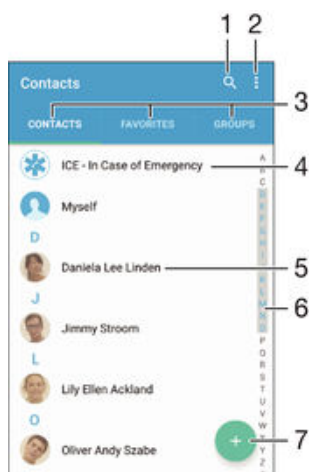 1 2
Contacts
3
CONTACTS FAVORITES GROUPS
ICE - In Case of Emergency
4
Myself
D
Daniela Lee Linden
5
J
Jimmy Stroom
6
L
Lily Ellen Ackland
O
Oliver Andy Szabe
+
7
A
C
K
L
M
N
O
P
Q
R
S
T
U
V
W
Y
Z